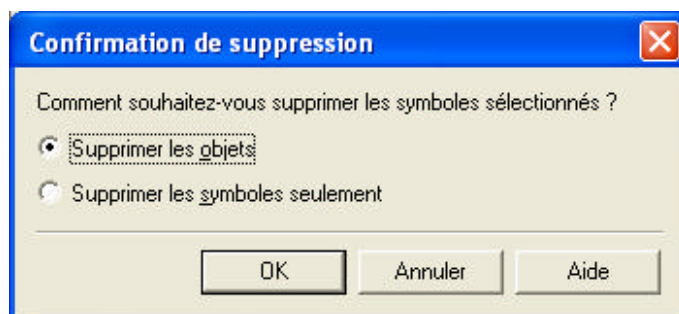 Confirmation de suppression
Comment souhaitez-vous supprimer les symboles sélectionnés ?
Supprimer les objets
Supprimer les symboles seulement
OK Annuler Aide